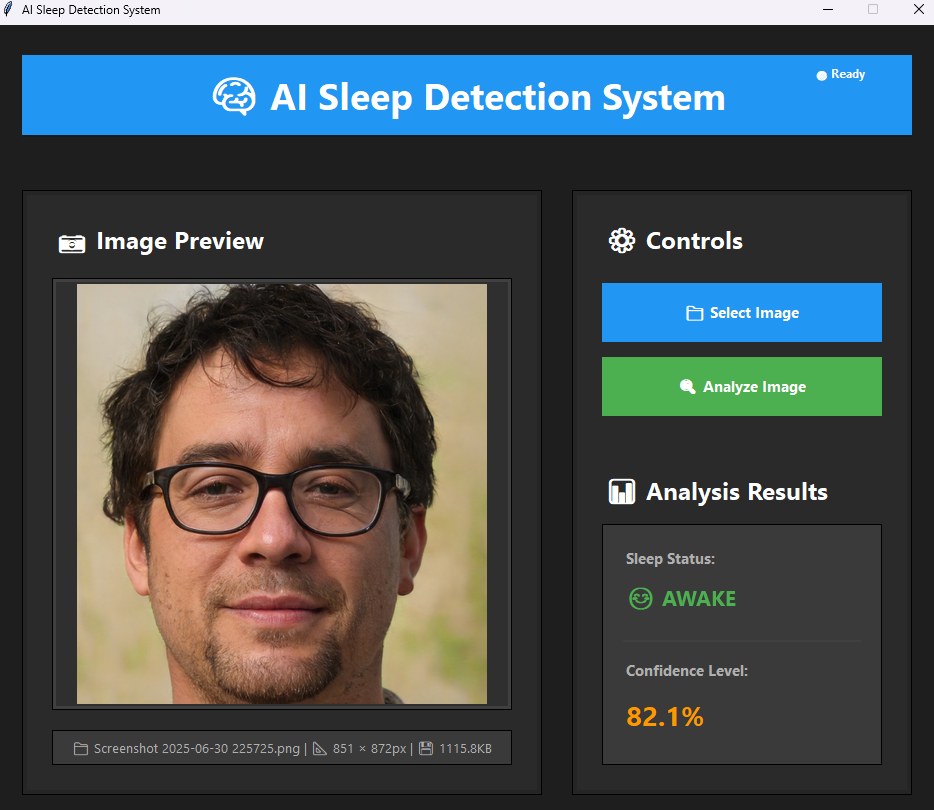 AI Sleep Detection System
Ready
AI Sleep Detection System
Image Preview
Screenshot 2025-06-30 225725.png | 851 × 872px | 1115.8KB
Controls
Select Image
Analyze Image
Analysis Results
Sleep Status:
AWAKE
Confidence Level:
82.1%